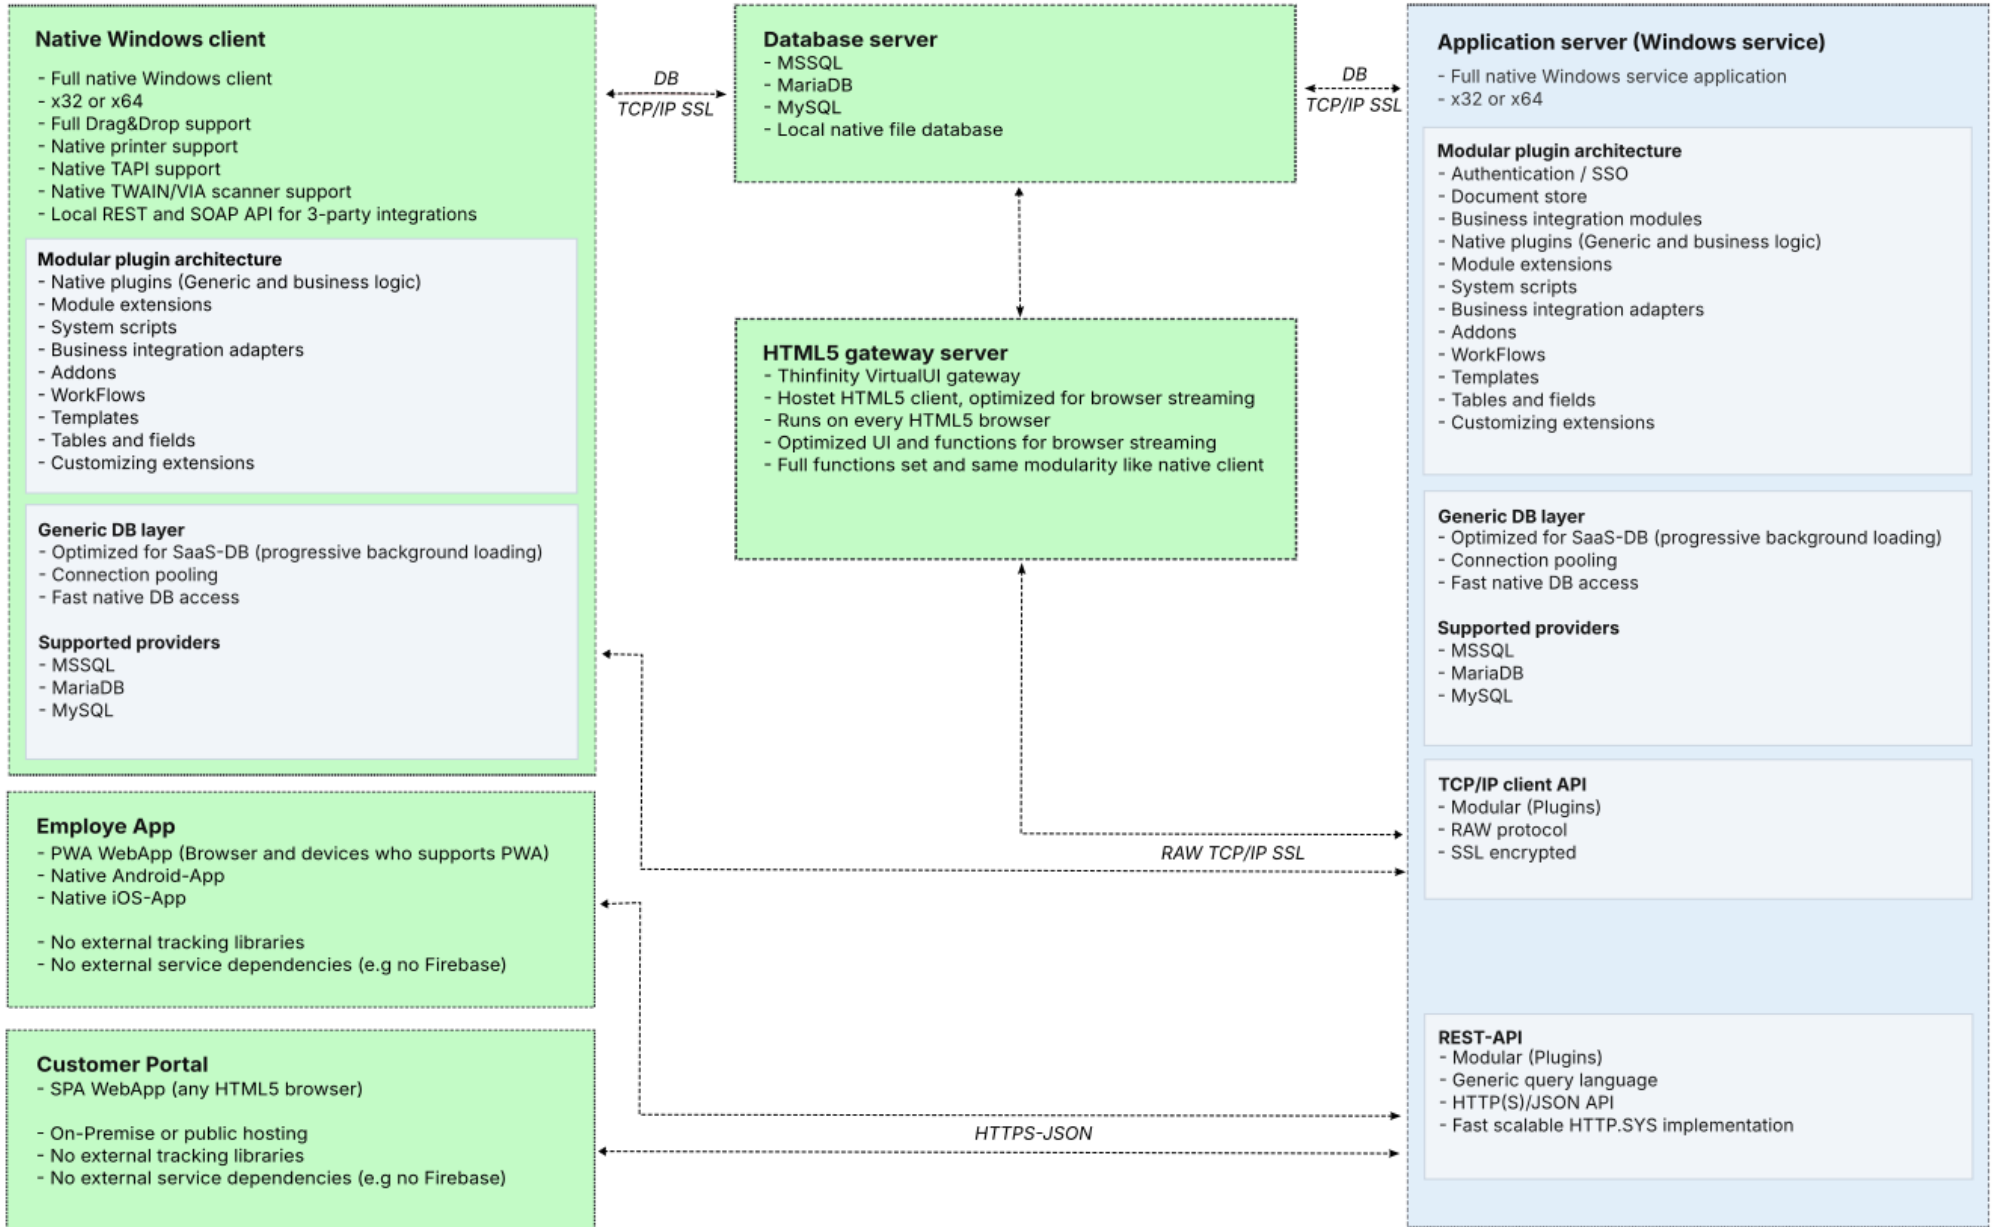 Native Windows client
- Full native Windows client
- x32 or x64
- Full Drag&Drop support
- Native printer support
- Native TAPI support
- Native TWAIN/VIA scanner support
- Local REST and SOAP API for 3-party integrations
Modular plugin architecture
- Native plugins (Generic and business logic)
- Module extensions
- System scripts
- Business integration adapters
- Addons
- WorkFlows
- Templates
- Tables and fields
- Customizing extensions
Generic DB layer
- Optimized for SaaS-DB (progressive background loading)
- Connection pooling
- Fast native DB access
Supported providers
- MSSQL
- MariaDB
- MySQL
Employe App
- PWA WebApp (Browser and devices who supports PWA)
- Native Android-App
- Native iOS-App
- No external tracking libraries
- No external service dependencies (e.g no Firebase)
Customer Portal
- SPA WebApp (any HTML5 browser)
- On-Premise or public hosting
- No external tracking libraries
- No external service dependencies (e.g no Firebase)
DB
TCP/IP SSL
Database server
- MSSQL
- MariaDB
- MySQL
- Local native file database
DB
TCP/IP SSL
HTML5 gateway server
- Thinfinity VirtualUI gateway
- Hostet HTML5 client, optimized for browser streaming
- Runs on every HTML5 browser
- Optimized UI and functions for browser streaming
- Full functions set and same modularity like native client
RAW TCP/IP SSL
HTTPS-JSON
Application server (Windows service)
- Full native Windows service application
- x32 or x64
Modular plugin architecture
- Authentication / SSO
- Document store
- Business integration modules
- Native plugins (Generic and business logic)
- Module extensions
- System scripts
- Business integration adapters
- Addons
- WorkFlows
- Templates
- Tables and fields
- Customizing extensions
Generic DB layer
- Optimized for SaaS-DB (progressive background loading)
- Connection pooling
- Fast native DB access
Supported providers
- MSSQL
- MariaDB
- MySQL
TCP/IP client API
- Modular (Plugins)
- RAW protocol
- SSL encrypted
REST-API
- Modular (Plugins)
- Generic query language
- HTTP(S)/JSON API
- Fast scalable HTTP.SYS implementation